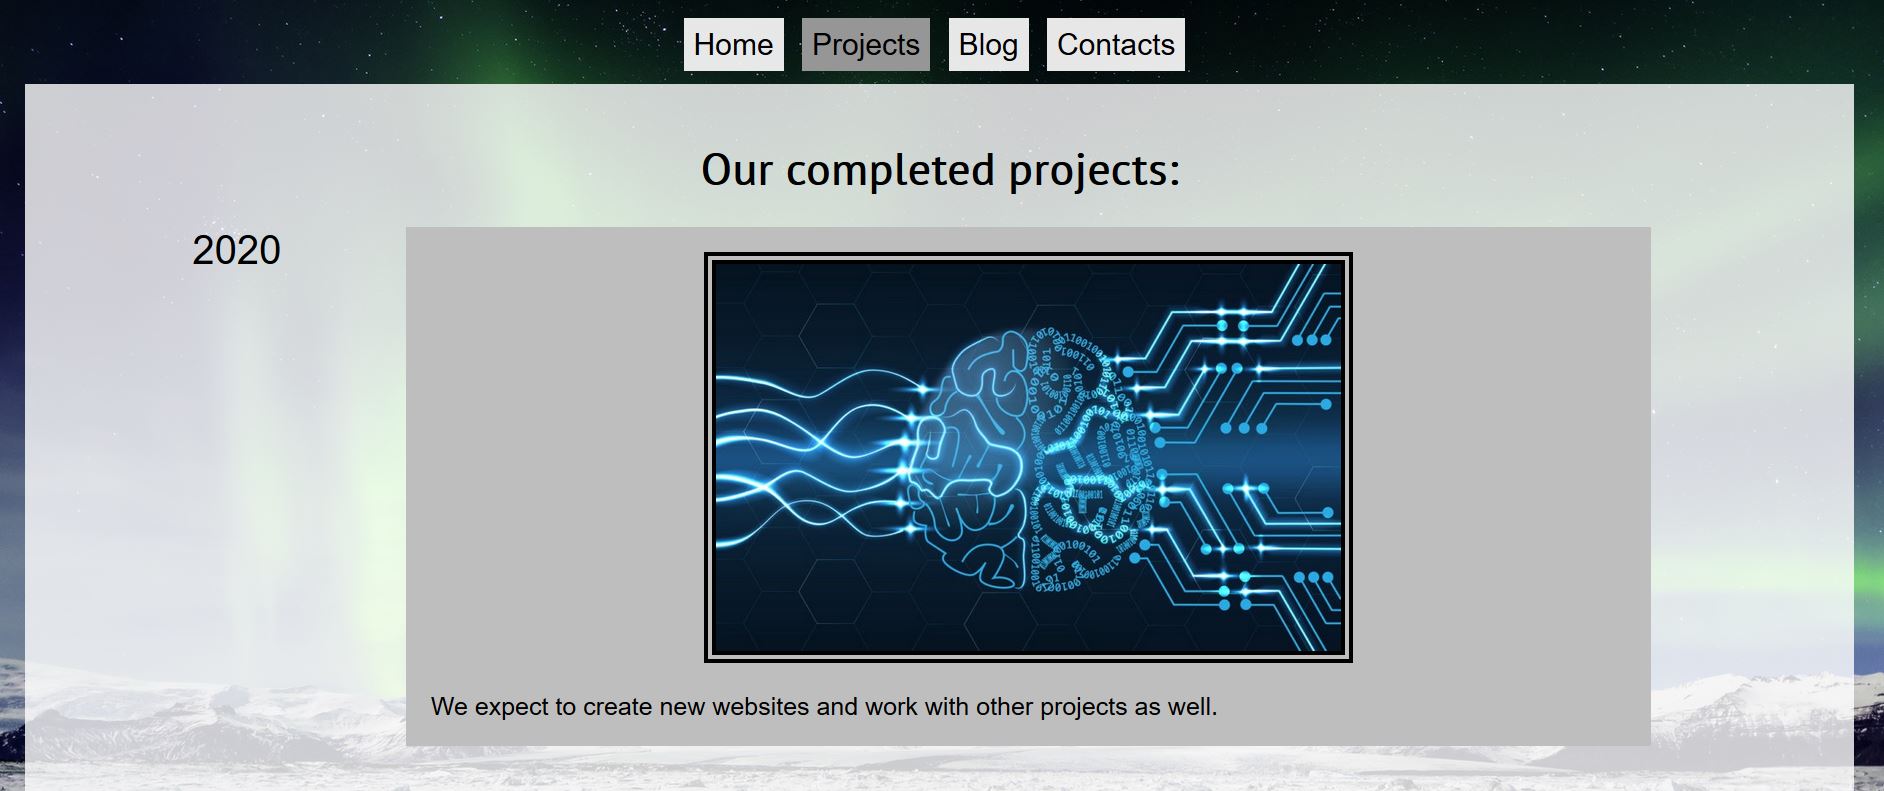 Home Projects Blog Contacts
Our completed projects:
2020
We expect to create new websites and work with other projects as well.